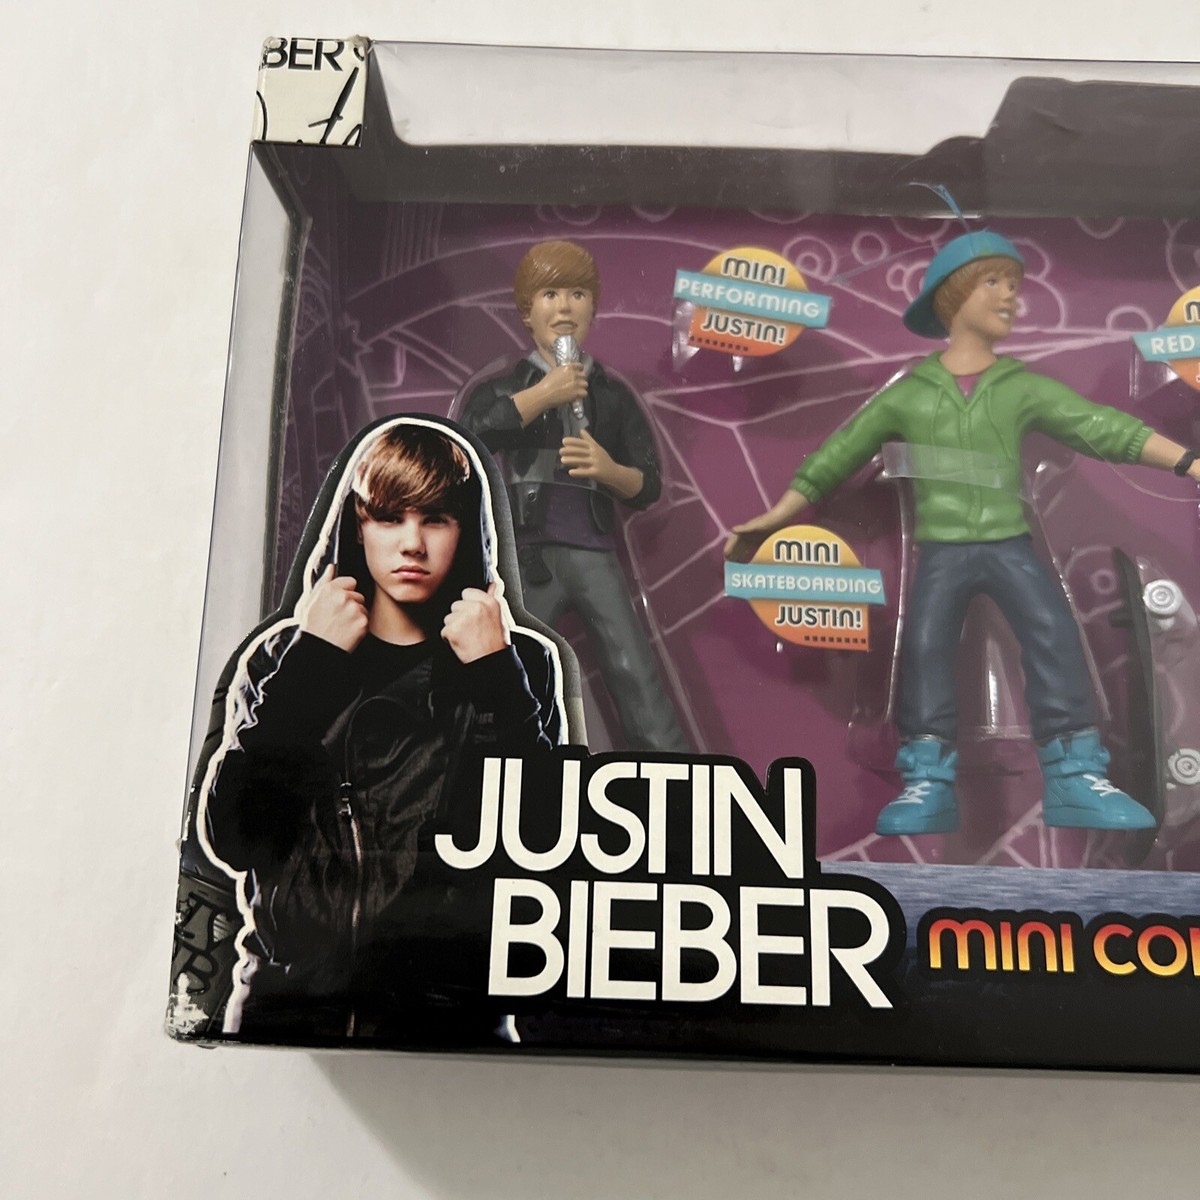 BER
MINI
PERFORMING
JUSTIN!
RED
MINI
SKATEBOARDING
JUSTIN!
JUSTIN
BIEBER
MINI CO